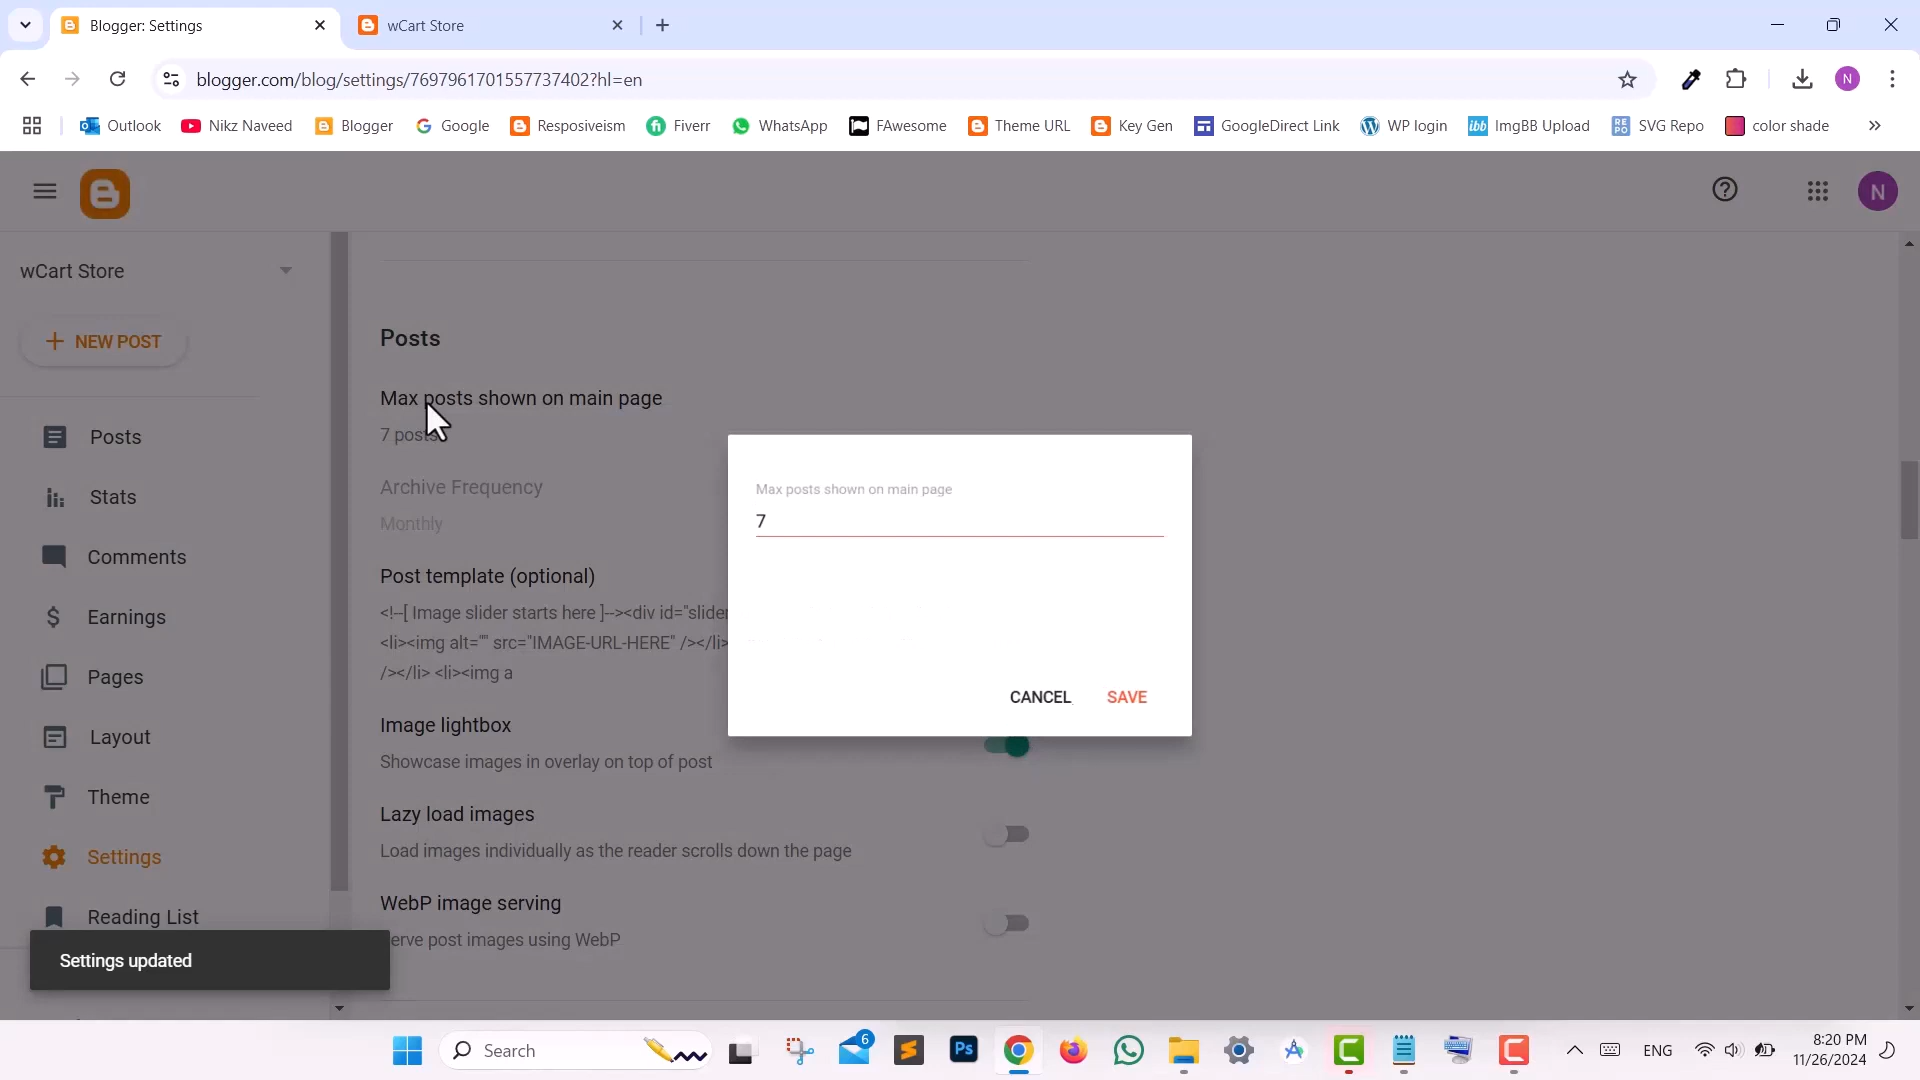 Blogger: Settings
wCart Store
blogger.com/blog/settings/7697961701557737402?hl=en
N
Outlook
Nikz Naveed
Blogger
Google
Resposiveism
Fiverr
WhatsApp
FAwesome
Theme URL
Key Gen
GoogleDirect Link
WP login
ibb
ImgBB Upload
RE
PO
SVG Repo
color shade
N
wCart Store
NEW POST
Posts
Stats
Comments
Earnings
Pages
Layout
Theme
Settings
Reading List
Settings updated
Posts
Max posts shown on main page
7 posts
Archive Frequency
Monthly
Post template (optional)
<!--[ Image slider starts here ]--><div id="slider
<li><img alt="" src="IMAGE-URL-HERE" /></li>
/></li> <li><img a
Image lightbox
Showcase images in overlay on top of post
Lazy load images
Load images individually as the reader scrolls down the page
WebP image serving
erve post images using WebP
Max posts shown on main page
7
CANCEL
SAVE
Search
6
Ps
ENG
8:20 PM
11/26/2024